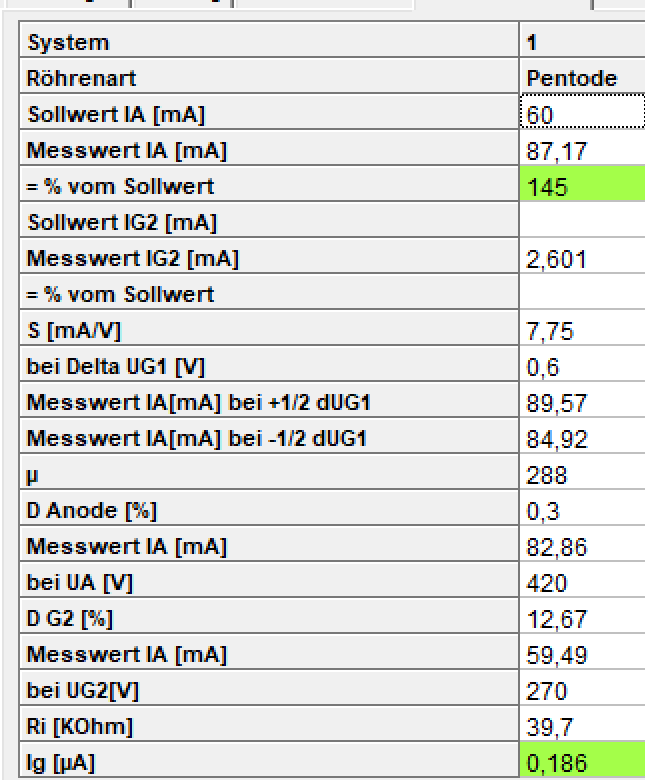 System 1
Röhrenart Pentode
Sollwert IA [mA] 60
Messwert IA [mA] 87,17
= % vom Sollwert 145
Sollwert IG2 [mA]
Messwert IG2 [mA] 2,601
= % vom Sollwert
S [mA/V] 7,75
bei Delta UG1 [V] 0,6
Messwert IA[mA] bei +1/2 dUG1 89,57
Messwert IA[mA] bei -1/2 dUG1 84,92
µ 288
D Anode [%] 0,3
Messwert IA [mA] 82,86
bei UA [V] 420
D G2 [%] 12,67
Messwert IA [mA] 59,49
bei UG2[V] 270
Ri [KOhm] 39,7
Ig [µA] 0,186